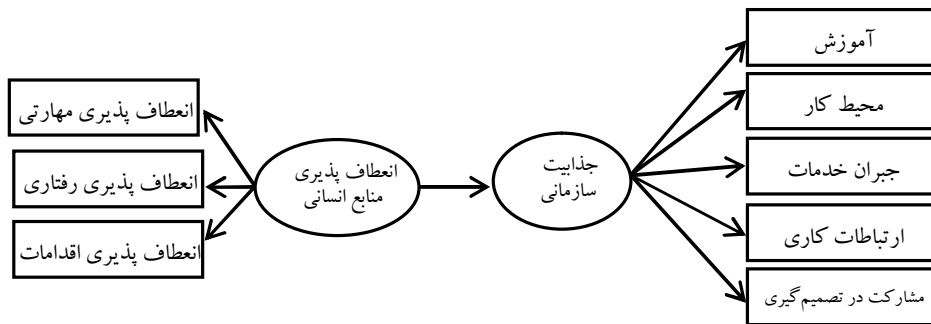 آموزش
محیط کار
جبران خدمات
ارتباطات کاری
مشارکت در تصمیم‌گیری
جذابیت
سازمانی
انعطاف پذیری
منابع انسانی
انعطاف پذیری مهارتی
انعطاف پذیری رفتاری
انعطاف پذیری اقدامات